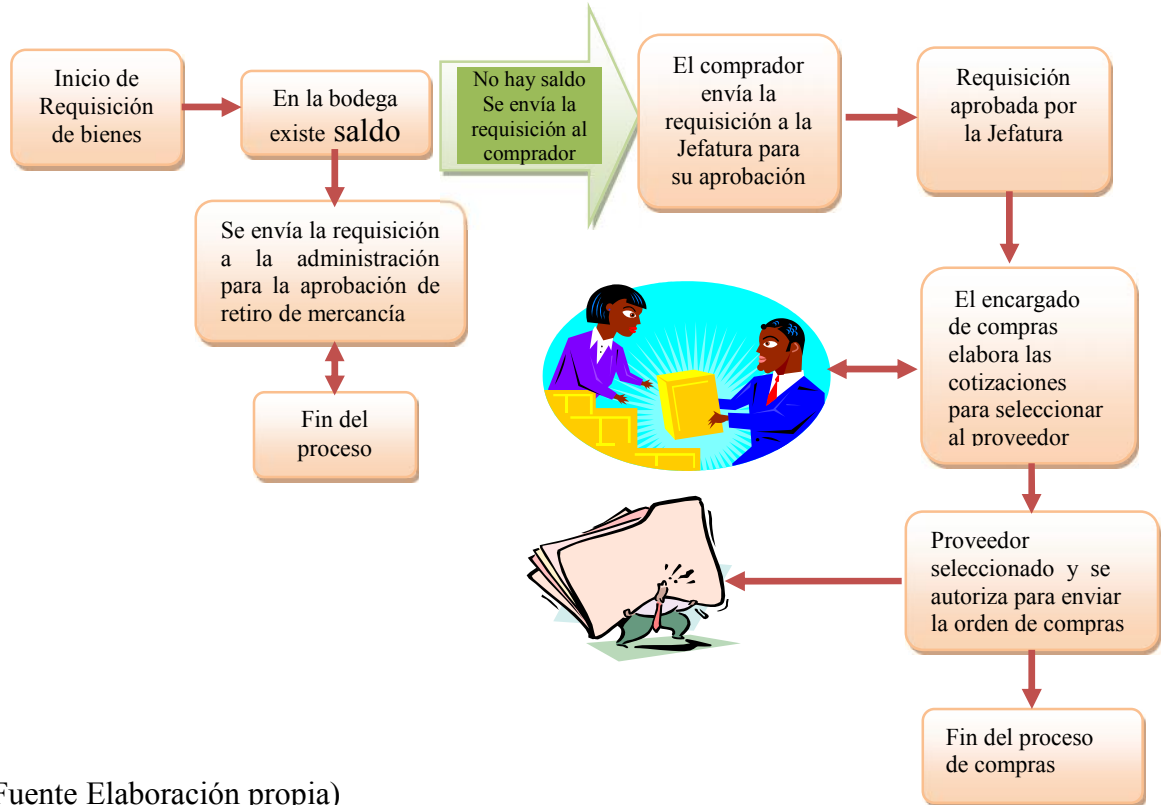 Inicio de
Requisición
de bienes
En la bodega
existe saldo
No hay saldo
Se envía la
requisición al
comprador
El comprador
envía la
requisición a la
Jefatura para
su aprobación
Requisición
aprobada por
la Jefatura
Se envía la requisición
a la administración
para la aprobación de
retiro de mercancía
Fin del
proceso
El encargado
de compras
elabora las
cotizaciones
para seleccionar
al proveedor
Proveedor
seleccionado y se
autoriza para enviar
la orden de compras
Fin del proceso
de compras
Fuente Elaboración propia)